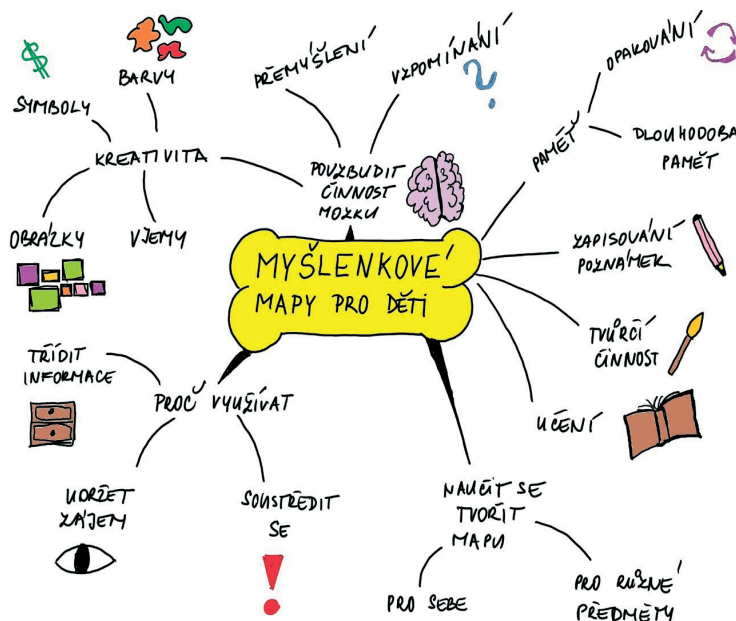 MYŠLENKOVÉ
MAPY PRO DĚTI
POVZBUDIT
ČINNOST
MOZKU
PŘEMÝŠLENÍ
VZPOMÍNÁNÍ
KREATIVITA
BARVY
SYMBOLY
OBRÁZKY
VJEMY
PAMĚŤ
OPAKOVÁNÍ
DLOUHODOBÁ
PAMĚŤ
ZAPISOVÁNÍ
POZNÁMEK
TVŮRČÍ
ČINNOST
UČENÍ
NAUČIT SE
TVOŘIT
MAPU
PRO SEBE
PRO RŮZNÉ
PŘEDMĚTY
PROČ VYUŽÍVAT
TŘÍDIT
INFORMACE
UDRŽET
ZÁJEM
SOUSTŘEDIT
SE